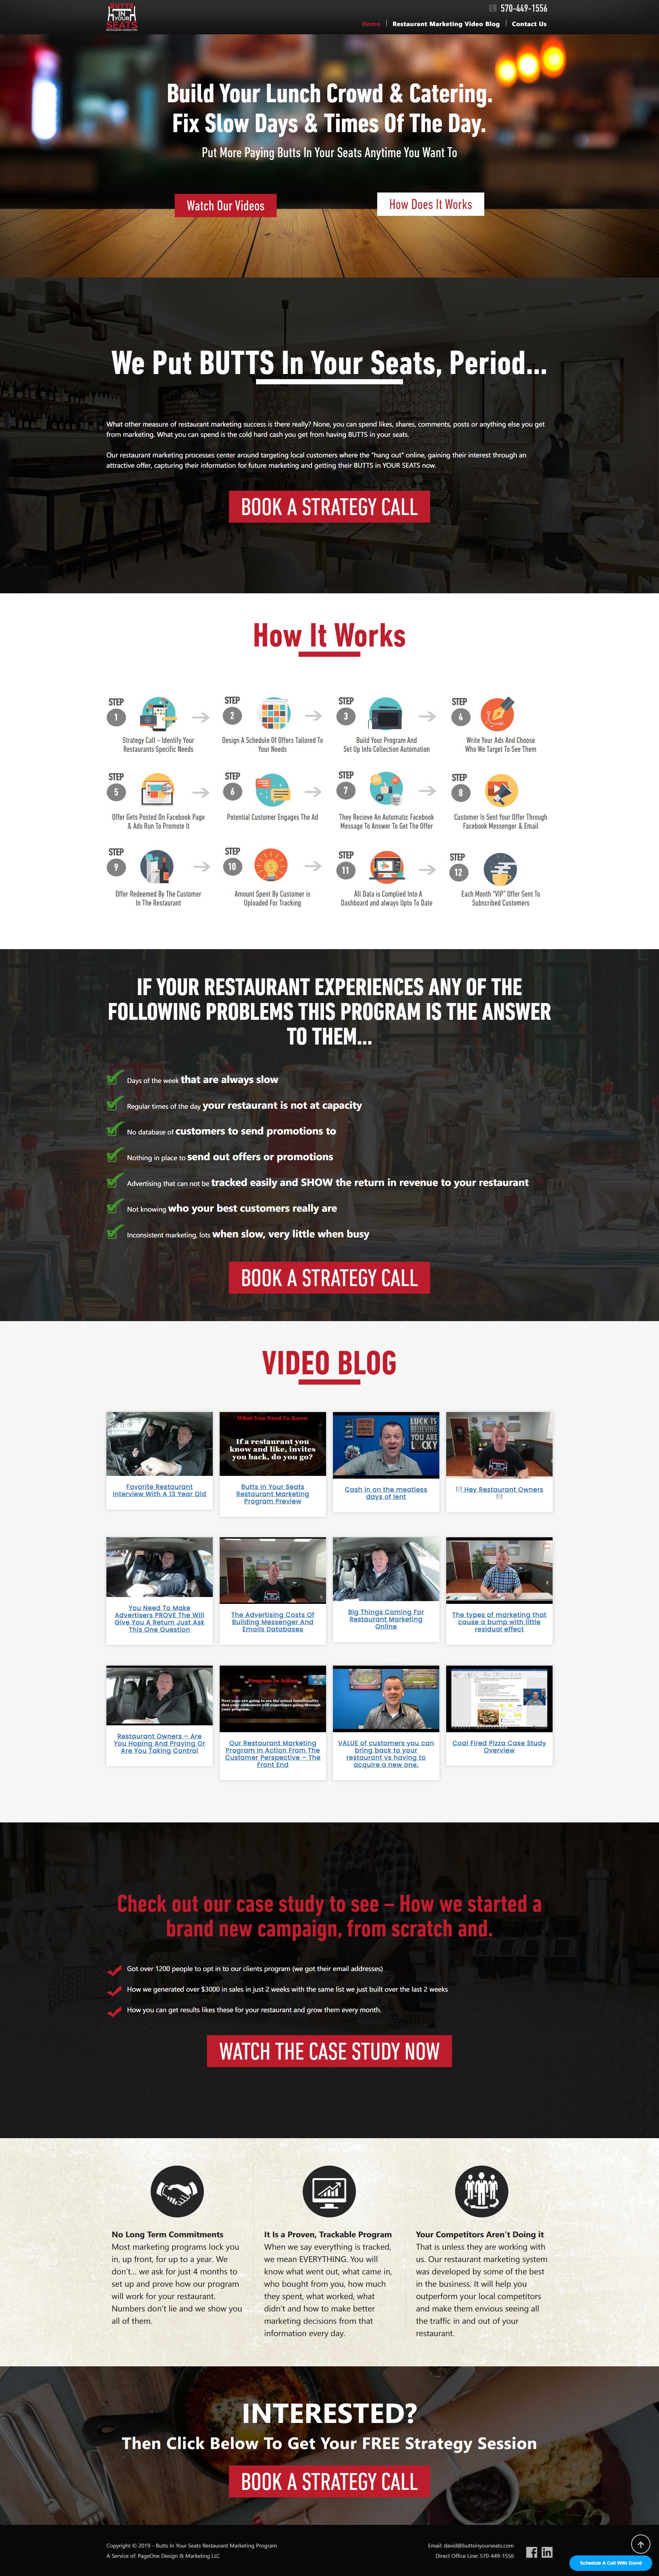 BUTTS
IN
YOUR
SEATS
RESTAURANT MARKETING
570-449-1556
Home
Restaurant Marketing Video Blog
Contact Us
Build Your Lunch Crowd & Catering.
Fix Slow Days & Times Of The Day.
Put More Paying Butts In Your Seats Anytime You Want To
Watch Our Videos
How Does It Works
We Put BUTTS In Your Seats, Period...
What other measure of restaurant marketing success is there really? None, you can spend likes, shares, comments, posts or anything else you get
from marketing. What you can spend is the cold hard cash you get from having BUTTS in your seats.
Our restaurant marketing processes center around targeting local customers where the "hang out" online, gaining their interest through an
attractive offer, capturing their information for future marketing and getting their BUTTS in YOUR SEATS now.
BOOK A STRATEGY CALL
How It Works
STEP
1
Strategy Call – Identify Your
Restaurants Specific Needs
STEP
2
Design A Schedule Of Offers Tailored To
Your Needs
STEP
3
Build Your Program And
Set Up Info Collection Automation
STEP
4
Write Your Ads And Choose
Who We Target To See Them
STEP
5
Offer Gets Posted On Facebook Page
& Ads Run To Promote It
STEP
6
Potential Customer Engages The Ad
STEP
7
They Recieve An Automatic Facebook
Message To Answer To Get The Offer
STEP
8
Customer Is Sent Your Offer Through
Facebook Messenger & Email
STEP
9
Offer Redeemed By The Customer
In The Restaurant
STEP
10
Amount Spent By Customer is
Uploaded For Tracking
STEP
11
All Data is Complied Into A
Dashboard and always Upto To Date
STEP
12
Each Month "VIP" Offer Sent To
Subscribed Customers
IF YOUR RESTAURANT EXPERIENCES ANY OF THE
FOLLOWING PROBLEMS THIS PROGRAM IS THE ANSWER
TO THEM...
Days of the week that are always slow
Regular times of the day your restaurant is not at capacity
No database of customers to send promotions to
Nothing in place to send out offers or promotions
Advertising that can not be tracked easily and SHOW the return in revenue to your restaurant
Not knowing who your best customers really are
Inconsistent marketing, lots when slow, very little when busy
BOOK A STRATEGY CALL
VIDEO BLOG
What You Need To Know
If a restaurant you
know and like, invites
you back, do you go?
LUCK IS
BELIEVING
YOU ARE
LUCKY
Favorite Restaurant
Interview With A 13 Year Old
Butts In Your Seats
Restaurant Marketing
Program Preview
Cash in on the meatless
days of lent
Hey Restaurant Owners
You Need To Make
Advertisers PROVE The Will
Give You A Return Just Ask
This One Question
The Advertising Costs Of
Building Messenger And
Emails Databases
Big Things Coming For
Restaurant Marketing
Online
The types of marketing that
cause a bump with little
residual effect
Program In Action
Next your are going to see the actual functionality
that your customers will experience going through
your program.
Restaurant Owners – Are
You Hoping And Praying Or
Are You Taking Control
Our Restaurant Marketing
Program In Action From The
Customer Perspective – The
Front End
VALUE of customers you can
bring back to your
restaurant vs having to
acquire a new one.
Coal Fired Pizza Case Study
Overview
Check out our case study to see – How we started a
brand new campaign, from scratch and.
Got over 1200 people to opt in to our clients program (we got their email addresses)
How we generated over $3000 in sales in just 2 weeks with the same list we just built over the last 2 weeks
How you can get results likes these for your restaurant and grow them every month.
WATCH THE CASE STUDY NOW
No Long Term Commitments
Most marketing programs lock you
in, up front, for up to a year. We
don't... we ask for just 4 months to
set up and prove how our program
will work for your restaurant.
Numbers don't lie and we show you
all of them.
It Is a Proven, Trackable Program
When we say everything is tracked,
we mean EVERYTHING. You will
know what went out, what came in,
who bought from you, how much
they spent, what worked, what
didn't and how to make better
marketing decisions from that
information every day.
Your Competitors Aren't Doing it
That is unless they are working with
us. Our restaurant marketing system
was developed by some of the best
in the business. It will help you
outperform your local competitors
and make them envious seeing all
the traffic in and out of your
restaurant.
INTERESTED?
Then Click Below To Get Your FREE Strategy Session
BOOK A STRATEGY CALL
Copyright © 2019 – Butts In Your Seats Restaurant Marketing Program
A Service of: PageOne Design & Marketing LLC
Email: david@buttsinyourseats.com
Direct Office Line: 570-449-1556
Schedule A Call With David